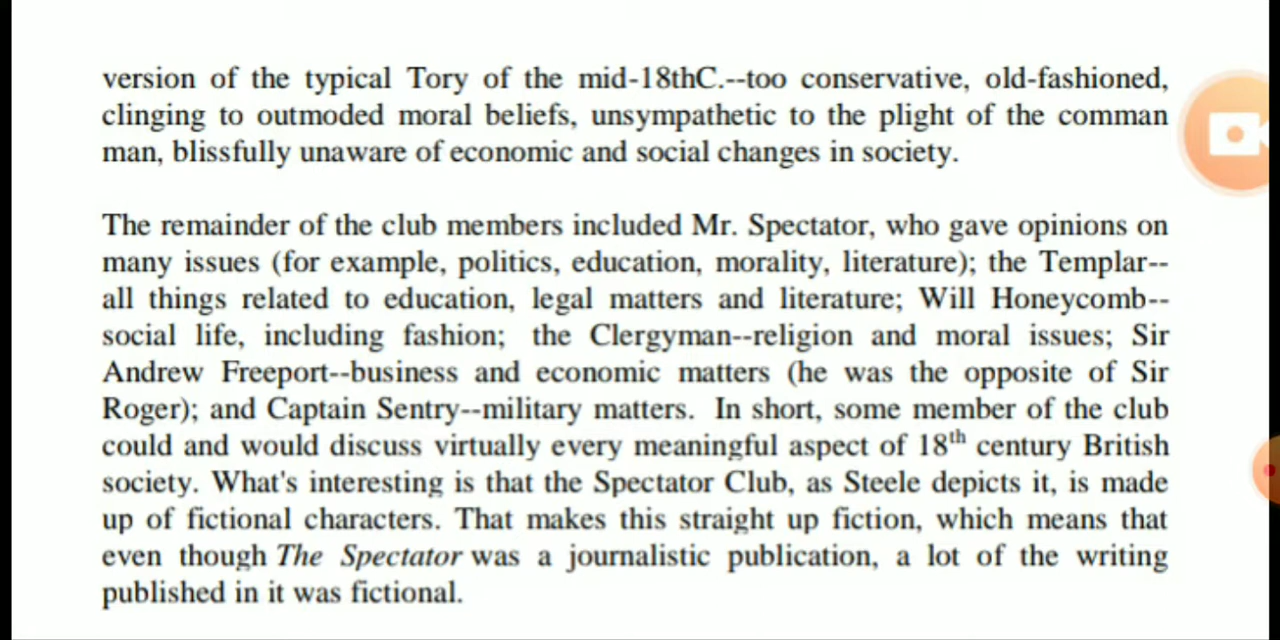 version of the typical Tory of the mid-18thC.--too conservative, old-fashioned,
clinging to outmoded moral beliefs, unsympathetic to the plight of the comman
man, blissfully unaware of economic and social changes in society.
The remainder of the club members included Mr. Spectator, who gave opinions on
many issues (for example, politics, education, morality, literature); the Templar--
all things related to education, legal matters and literature; Will Honeycomb--
social life, including fashion; the Clergyman--religion and moral issues; Sir
Andrew Freeport--business and economic matters (he was the opposite of Sir
Roger); and Captain Sentry--military matters. In short, some member of the club
could and would discuss virtually every meaningful aspect of 18th century British
society. What's interesting is that the Spectator Club, as Steele depicts it, is made
up of fictional characters. That makes this straight up fiction, which means that
even though The Spectator was a journalistic publication, a lot of the writing
published in it was fictional.